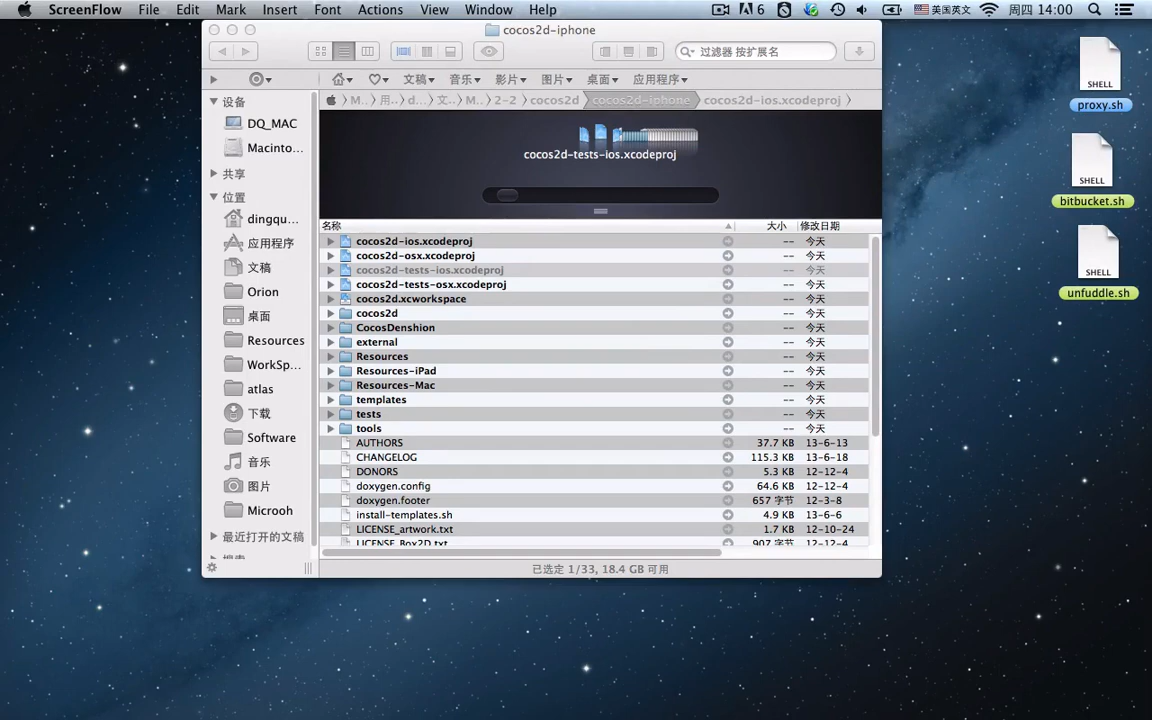 ScreenFlow File Edit Mark Insert Font Actions View Window Help 6 美国英文 周四 14:00
cocos2d-iphone
过滤器 按扩展名
文稿 音乐 影片 图片 桌面 应用程序
M... 用... d... 文... M... 2-2 cocos2d cocos2d-iphone cocos2d-ios.xcodeproj
设备
DQ_MAC
Macinto...
共享
位置
dingqu...
应用程序
文稿
Orion
桌面
Resources
WorkSp...
atlas
下载
Software
音乐
图片
Microoh
最近打开的文稿
cocos2d-tests-ios.xcodeproj
名称 大小 修改日期
cocos2d-ios.xcodeproj -- 今天
cocos2d-osx.xcodeproj -- 今天
cocos2d-tests-ios.xcodeproj -- 今天
cocos2d-tests-osx.xcodeproj -- 今天
cocos2d.xcworkspace -- 今天
cocos2d -- 今天
CocosDenshion -- 今天
external -- 今天
Resources -- 今天
Resources-iPad -- 今天
Resources-Mac -- 今天
templates -- 今天
tests -- 今天
tools -- 今天
AUTHORS 37.7 KB 13-6-13
CHANGELOG 115.3 KB 13-6-18
DONORS 5.3 KB 12-12-4
doxygen.config 64.6 KB 12-12-4
doxygen.footer 657 字节 12-3-8
install-templates.sh 4.9 KB 13-6-6
LICENSE_artwork.txt 1.7 KB 12-10-24
LICENSE_Box2D.txt 907 字节 12-12-4
已选定 1/33, 18.4 GB 可用
SHELL
proxy.sh
SHELL
bitbucket.sh
SHELL
unfuddle.sh